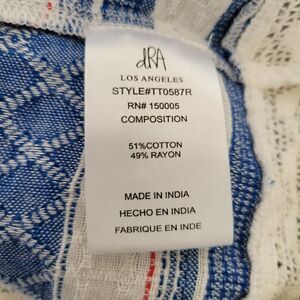 dRA
LOS ANGELES
STYLE#TT0587R
RN# 150005
COMPOSITION
51%COTTON
49% RAYON
MADE IN INDIA
HECHO EN INDIA
FABRIQUE EN INDE